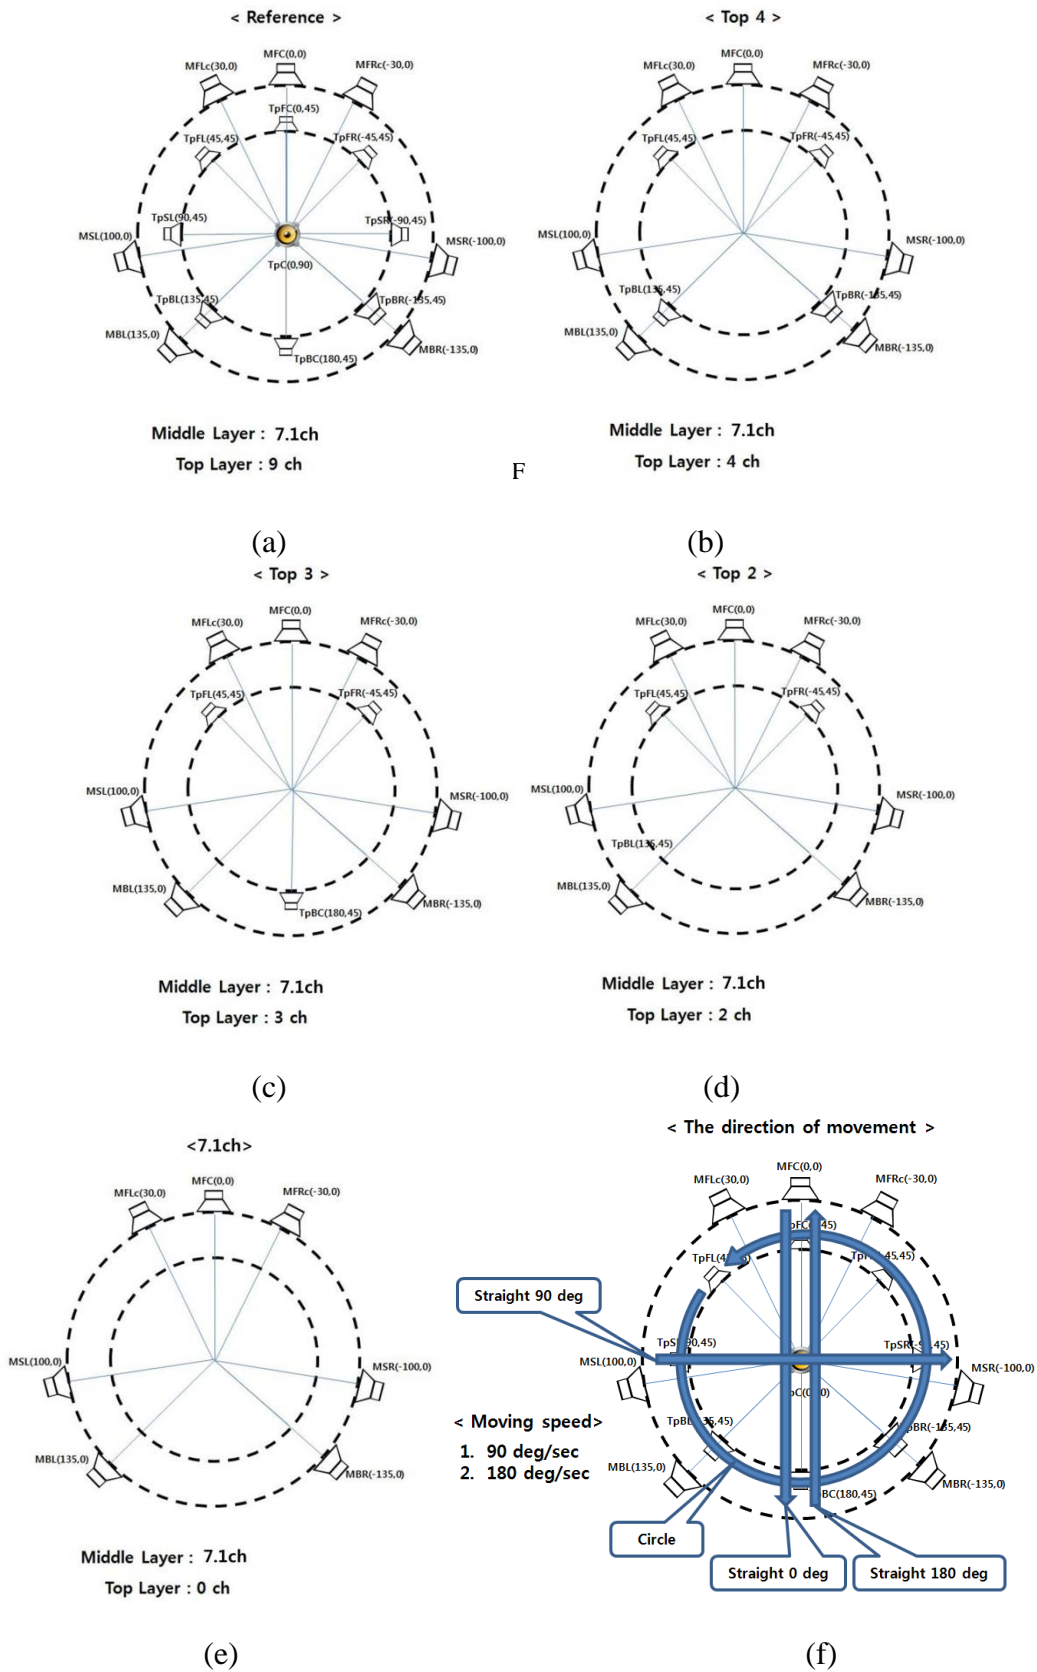 < Reference >
MFC(0,0)
MFLc(30,0)
MFRc(-30,0)
TpFC(0,45)
TpFL(45,45)
TpFR(-45,45)
TpSL(90,45)
TpSR(-90,45)
MSL(100,0)
MSR(-100,0)
TpC(0,90)
TpBL(135,45)
TpBR(-135,45)
MBL(135,0)
MBR(-135,0)
TpBC(180,45)
Middle Layer : 7.1ch
Top Layer : 9 ch
(a)
< Top 4 >
MFC(0,0)
MFLc(30,0)
MFRc(-30,0)
TpFL(45,45)
TpFR(-45,45)
MSL(100,0)
MSR(-100,0)
TpBL(135,45)
TpBR(-135,45)
MBL(135,0)
MBR(-135,0)
Middle Layer : 7.1ch
Top Layer : 4 ch
F
(b)
< Top 3 >
MFC(0,0)
MFLc(30,0)
MFRc(-30,0)
TpFL(45,45)
TpFR(-45,45)
MSL(100,0)
MSR(-100,0)
MBL(135,0)
MBR(-135,0)
TpBC(180,45)
Middle Layer : 7.1ch
Top Layer : 3 ch
(c)
< Top 2 >
MFC(0,0)
MFLc(30,0)
MFRc(-30,0)
TpFL(45,45)
TpFR(-45,45)
MSL(100,0)
MSR(-100,0)
TpBL(135,45)
MBL(135,0)
MBR(-135,0)
Middle Layer : 7.1ch
Top Layer : 2 ch
(d)
<7.1ch>
MFC(0,0)
MFLc(30,0)
MFRc(-30,0)
MSL(100,0)
MSR(-100,0)
MBL(135,0)
MBR(-135,0)
Middle Layer : 7.1ch
Top Layer : 0 ch
(e)
< The direction of movement >
MFC(0,0)
MFLc(30,0)
MFRc(-30,0)
Straight 90 deg
MSL(100,0)
MSR(-100,0)
< Moving speed>
1. 90 deg/sec
2. 180 deg/sec
MBL(135,0)
MBR(-135,0)
Circle
Straight 0 deg
Straight 180 deg
(f)